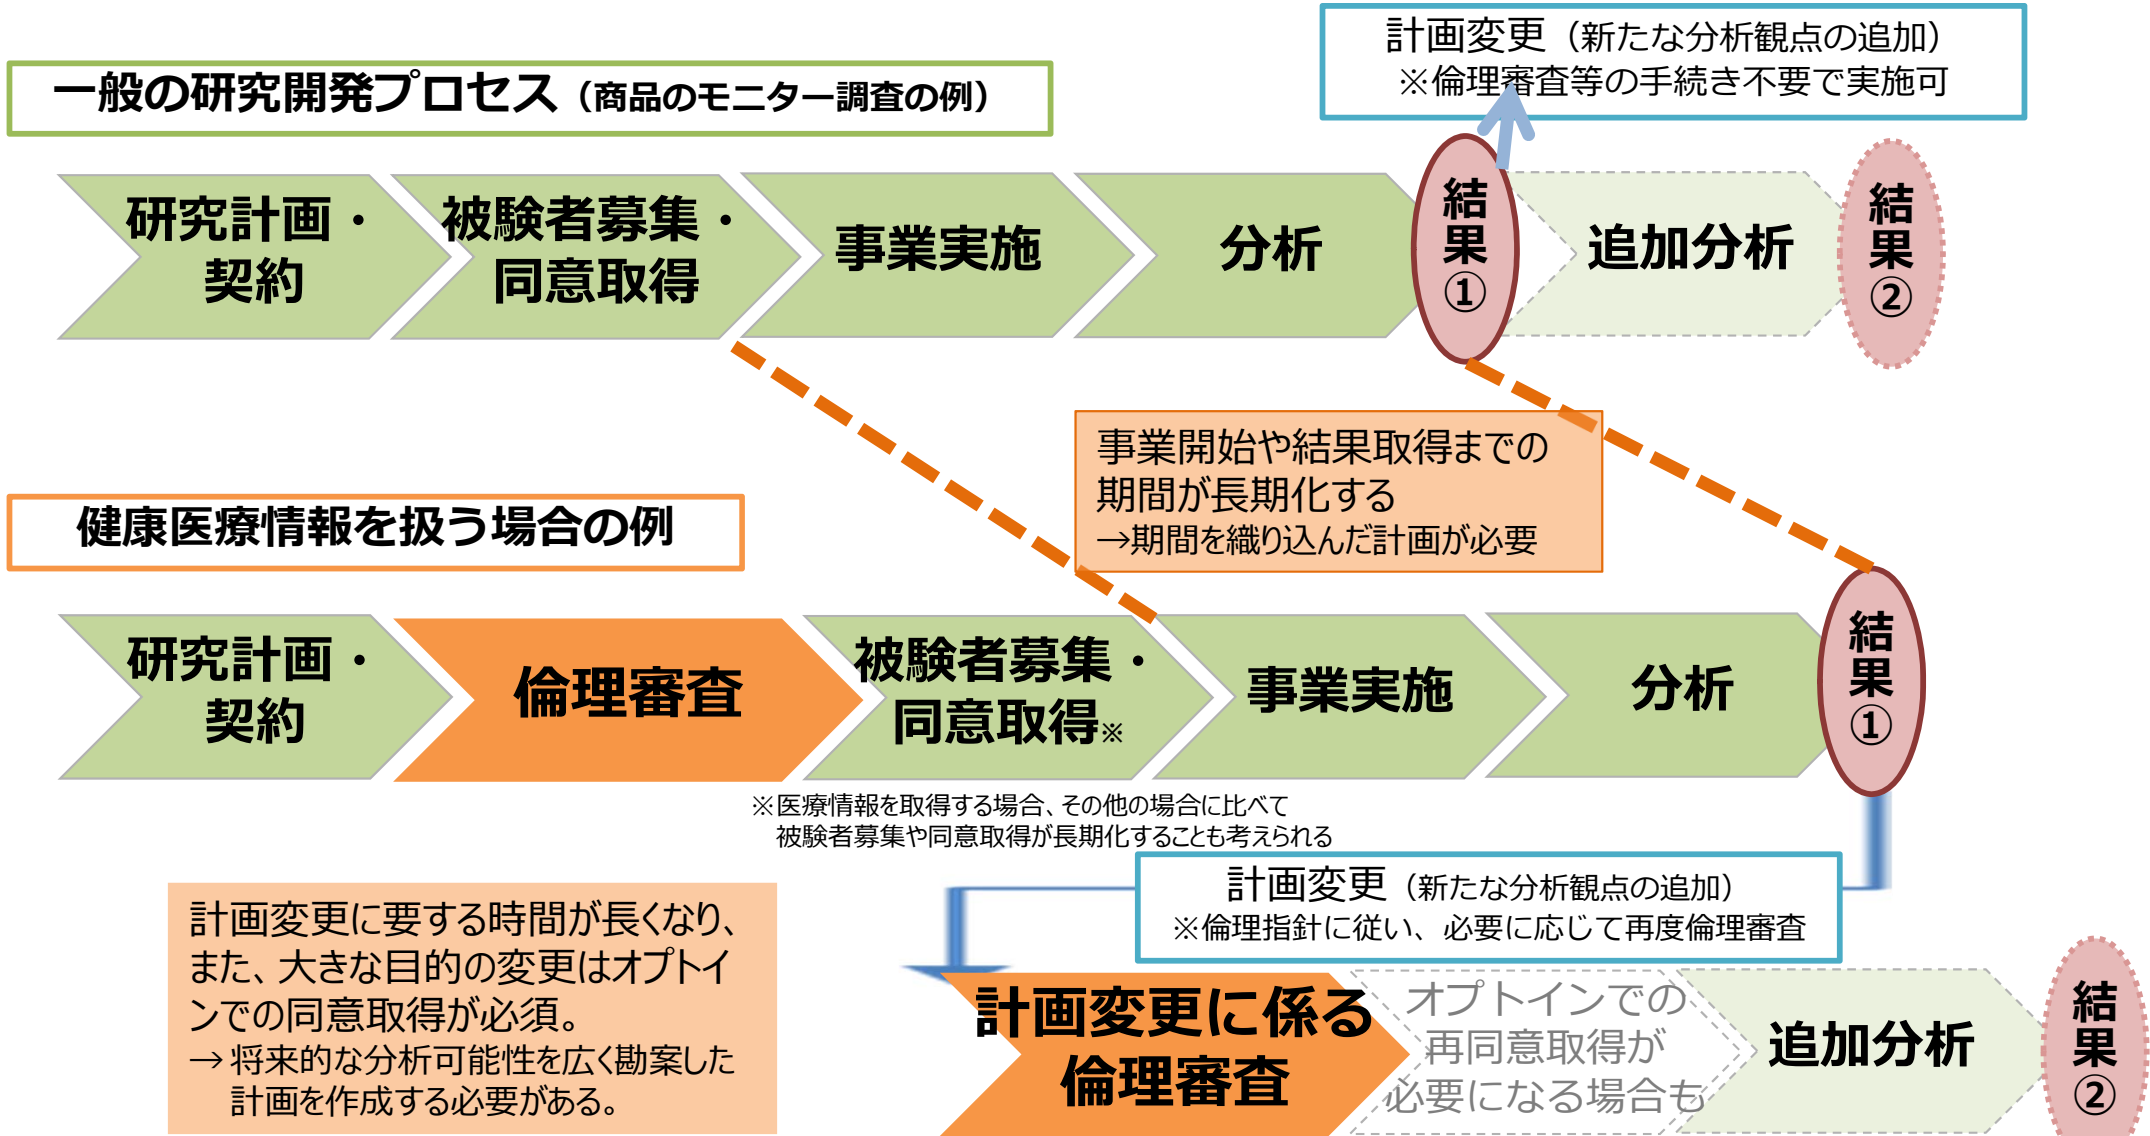 計画変更（新たな分析観点の追加）
※倫理審査等の手続き不要で実施可
一般の研究開発プロセス（商品のモニター調査の例）
研究計画・
契約
被験者募集・
同意取得
事業実施
分析
結果①
追加分析
結果②
事業開始や結果取得までの
期間が長期化する
→期間を織り込んだ計画が必要
健康医療情報を扱う場合の例
研究計画・
契約
倫理審査
被験者募集・
同意取得※
事業実施
分析
結果①
※医療情報を取得する場合、その他の場合に比べて
被験者募集や同意取得が長期化することも考えられる
計画変更（新たな分析観点の追加）
※倫理指針に従い、必要に応じて再度倫理審査
計画変更に要する時間が長くなり、
また、大きな目的の変更はオプトイ
ンでの同意取得が必須。
→将来的な分析可能性を広く勘案した
計画を作成する必要がある。
計画変更に係る
倫理審査
オプトインでの
再同意取得が
必要になる場合も
追加分析
結果②